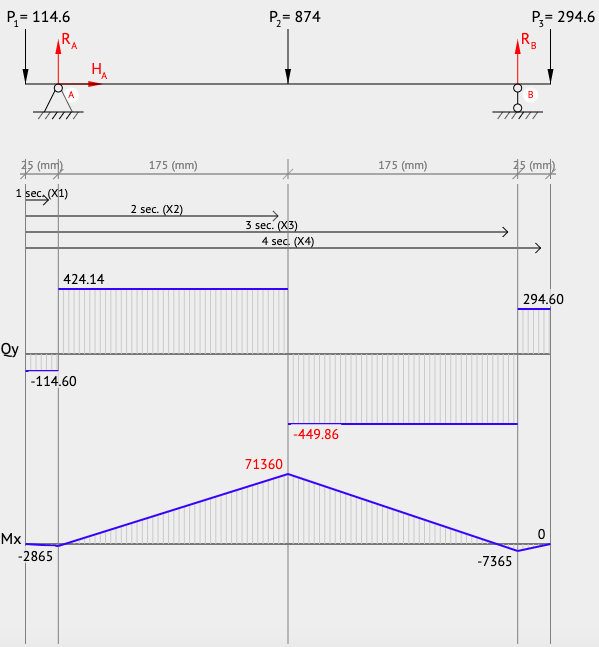 P1= 114.6
P2= 874
P3= 294.6
RA
RB
HA
A
B
25 (mm)
175 (mm)
175 (mm)
25 (mm)
1 sec. (X1)
2 sec. (X2)
3 sec. (X3)
4 sec. (X4)
424.14
294.60
Qy
-114.60
-449.86
71360
Mx
0
-2865
-7365